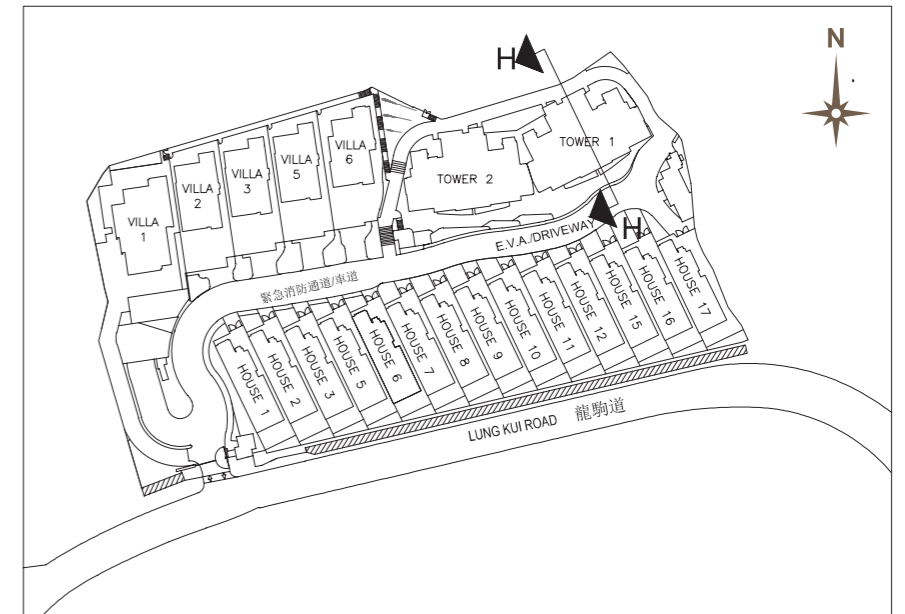 N
H
TOWER 1
VILLA
6
VILLA
5
VILLA
3
VILLA
2
VILLA
1
TOWER 2
H
E.V.A./DRIVEWAY
緊急消防通道/車道
HOUSE 1
HOUSE 2
HOUSE 3
HOUSE 5
HOUSE 6
HOUSE 7
HOUSE 8
HOUSE 9
HOUSE 10
HOUSE 11
HOUSE 12
HOUSE 15
HOUSE 16
HOUSE 17
LUNG KUI ROAD 龍駒道